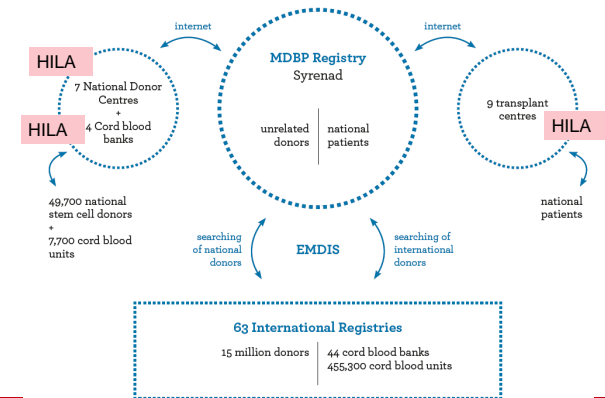 internet
internet
HILA
MDBP Registry
Syrenad
7 National Donor
Centres
+
4 Cord blood
banks
HILA
unrelated
donors
national
patients
9 transplant
centres
HILA
49,700 national
stem cell donors
+
7,700 cord blood
units
national
patients
searching
of national
donors
EMDIS
searching of
international
donors
63 International Registries
15 million donors
44 cord blood banks
455,300 cord blood units